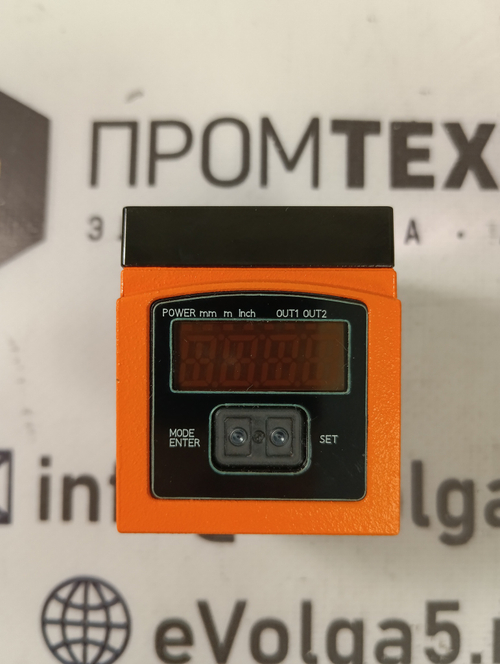 ПРОМТЕХ
POWER mm m Inch OUT1 OUT2
MODE
ENTER
SET
eVolga5.